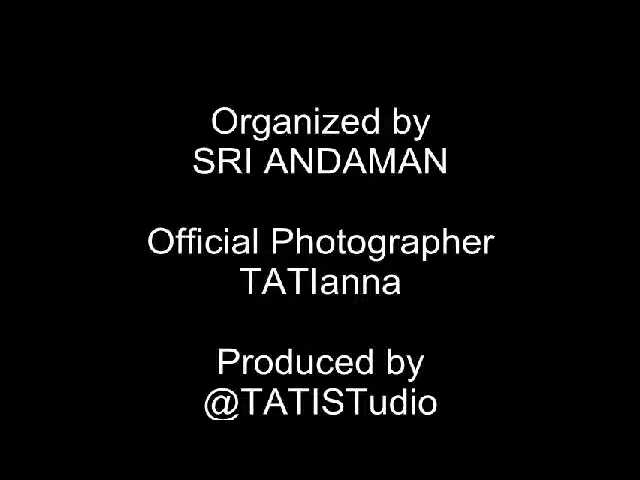 Organized by
SRI ANDAMAN
Official Photographer
TATIanna
Produced by
@TATISTudio